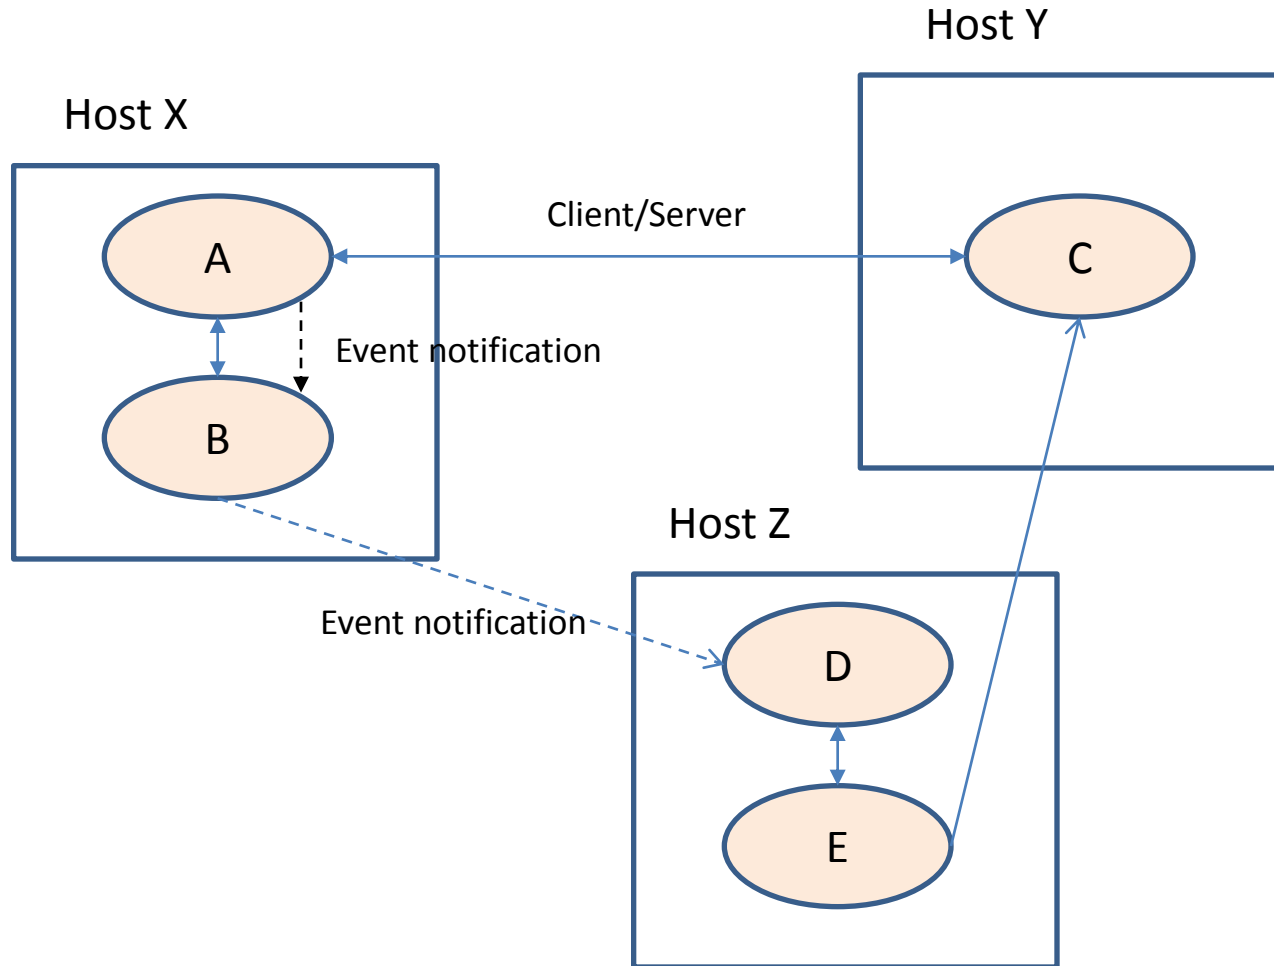 Host Y
Host X
Client/Server
A
C
Event notification
B
Host Z
Event notification
D
E